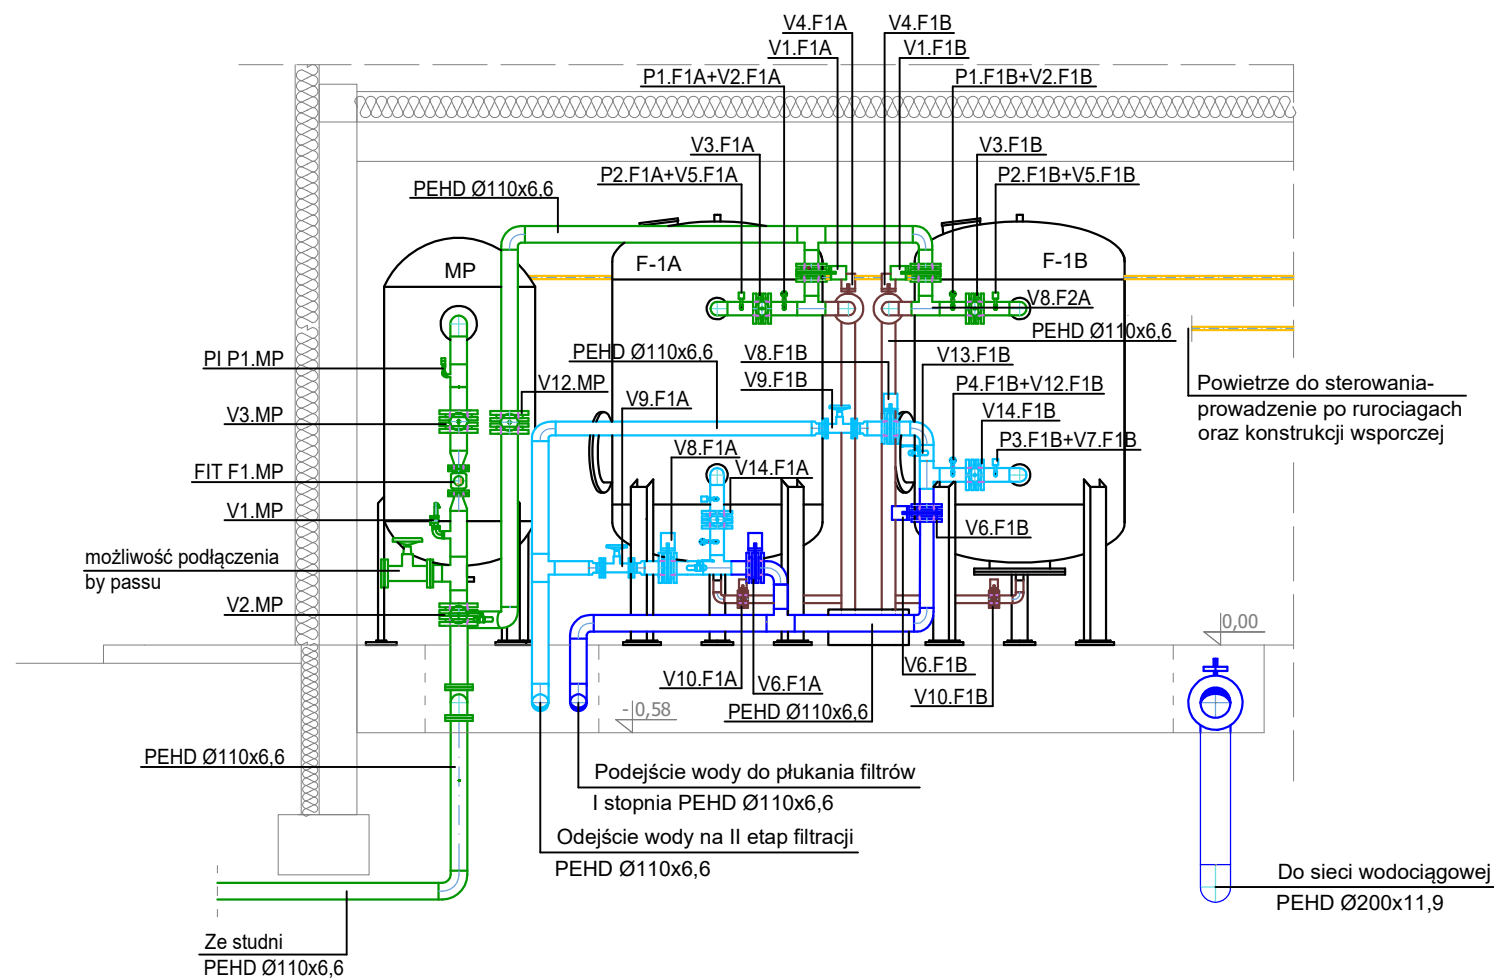 V4.F1A
V4.F1B
V1.F1A
V1.F1B
P1.F1A+V2.F1A
P1.F1B+V2.F1B
V3.F1A
V3.F1B
P2.F1A+V5.F1A
P2.F1B+V5.F1B
PEHD Ø110x6,6
MP
F-1A
F-1B
V8.F2A
PEHD Ø110x6,6
PEHD Ø110x6,6
V8.F1B
V13.F1B
PI P1.MP
V12.MP
V9.F1B
P4.F1B+V12.F1B
Powietrze do sterowania-
prowadzenie po rurociagach
oraz konstrukcji wsporczej
V9.F1A
V3.MP
V14.F1B
V8.F1A
P3.F1B+V7.F1B
FIT F1.MP
V14.F1A
V1.MP
V6.F1B
możliwość podłączenia
by passu
V2.MP
0,00
V10.F1A
V6.F1A
V6.F1B
V10.F1B
- 0,58
PEHD Ø110x6,6
PEHD Ø110x6,6
Podejście wody do płukania filtrów
I stopnia PEHD Ø110x6,6
Odejście wody na II etap filtracji
PEHD Ø110x6,6
Do sieci wodociągowej
PEHD Ø200x11,9
Ze studni
PEHD Ø110x6,6